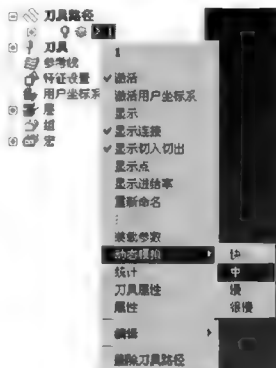 刀具路径
1
刀具
参考线
特征设置
用户坐标系
层
组
宏
1
激活
激活用户坐标系
显示
显示连接
显示切入切出
显示点
显示进给率
重新命名
装载参数
动态模拟
快
统计
中
刀具属性
慢
属性
很慢
编辑
删除刀具路径